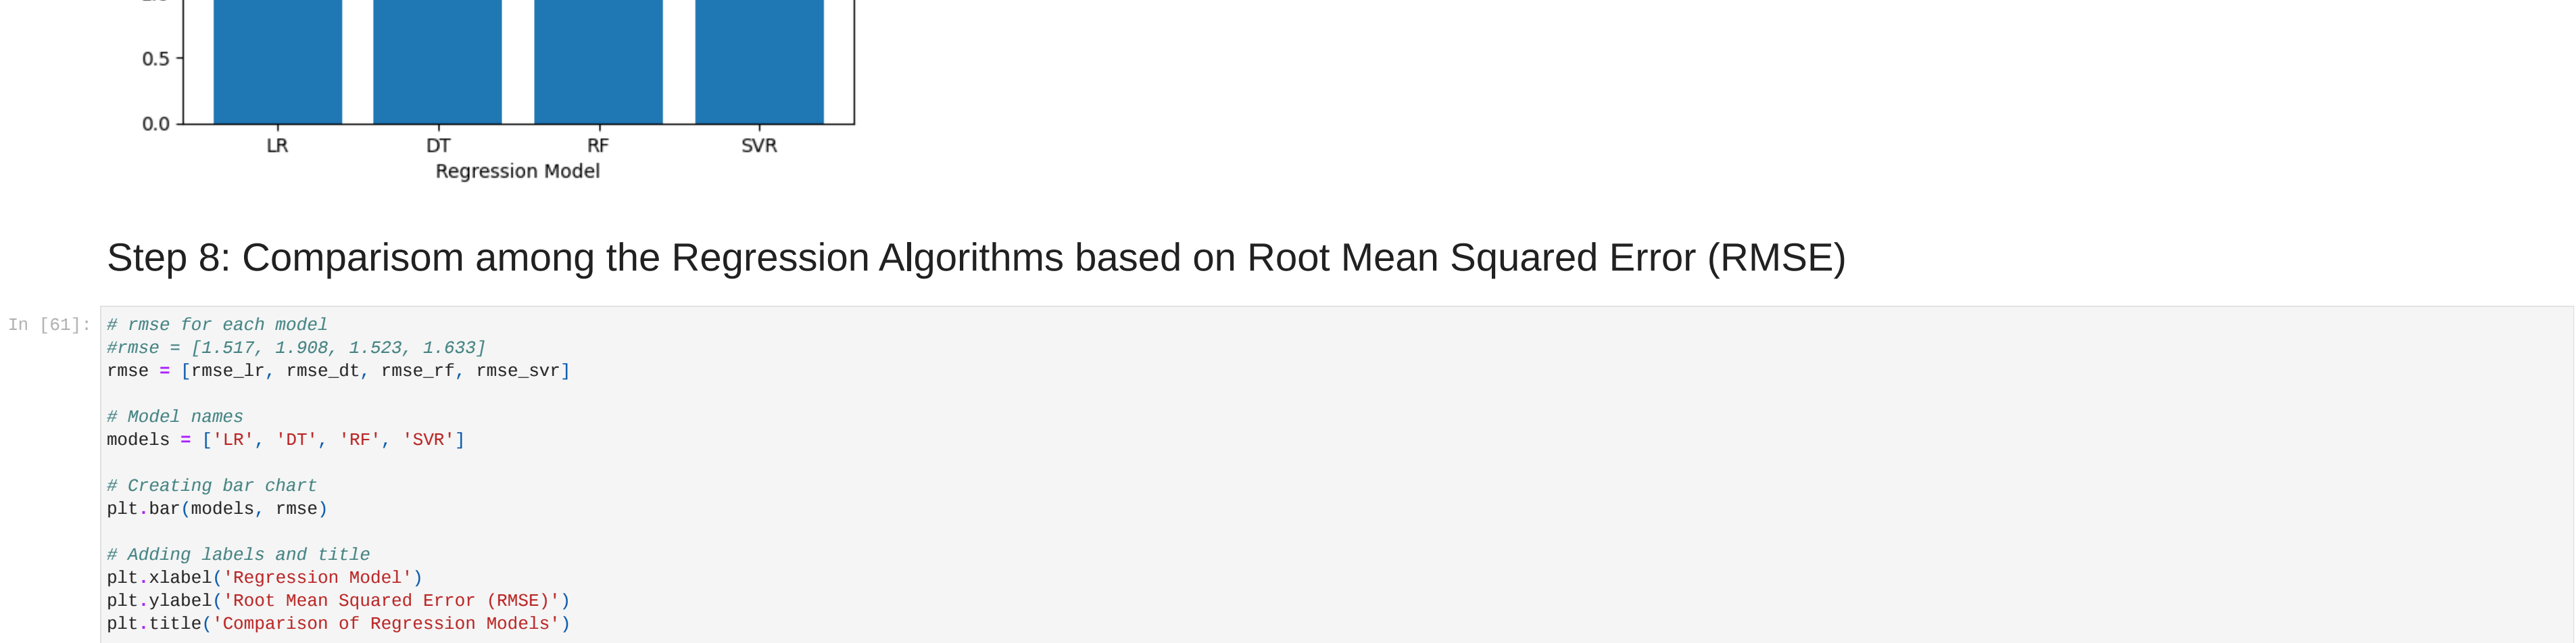 0.5
0.0
LR DT RF SVR
Regression Model
Step 8: Comparisom among the Regression Algorithms based on Root Mean Squared Error (RMSE)
In [61]: # rmse for each model
#rmse = [1.517, 1.908, 1.523, 1.633]
rmse = [rmse_lr, rmse_dt, rmse_rf, rmse_svr]
# Model names
models = ['LR', 'DT', 'RF', 'SVR']
# Creating bar chart
plt.bar(models, rmse)
# Adding labels and title
plt.xlabel('Regression Model')
plt.ylabel('Root Mean Squared Error (RMSE)')
plt.title('Comparison of Regression Models')